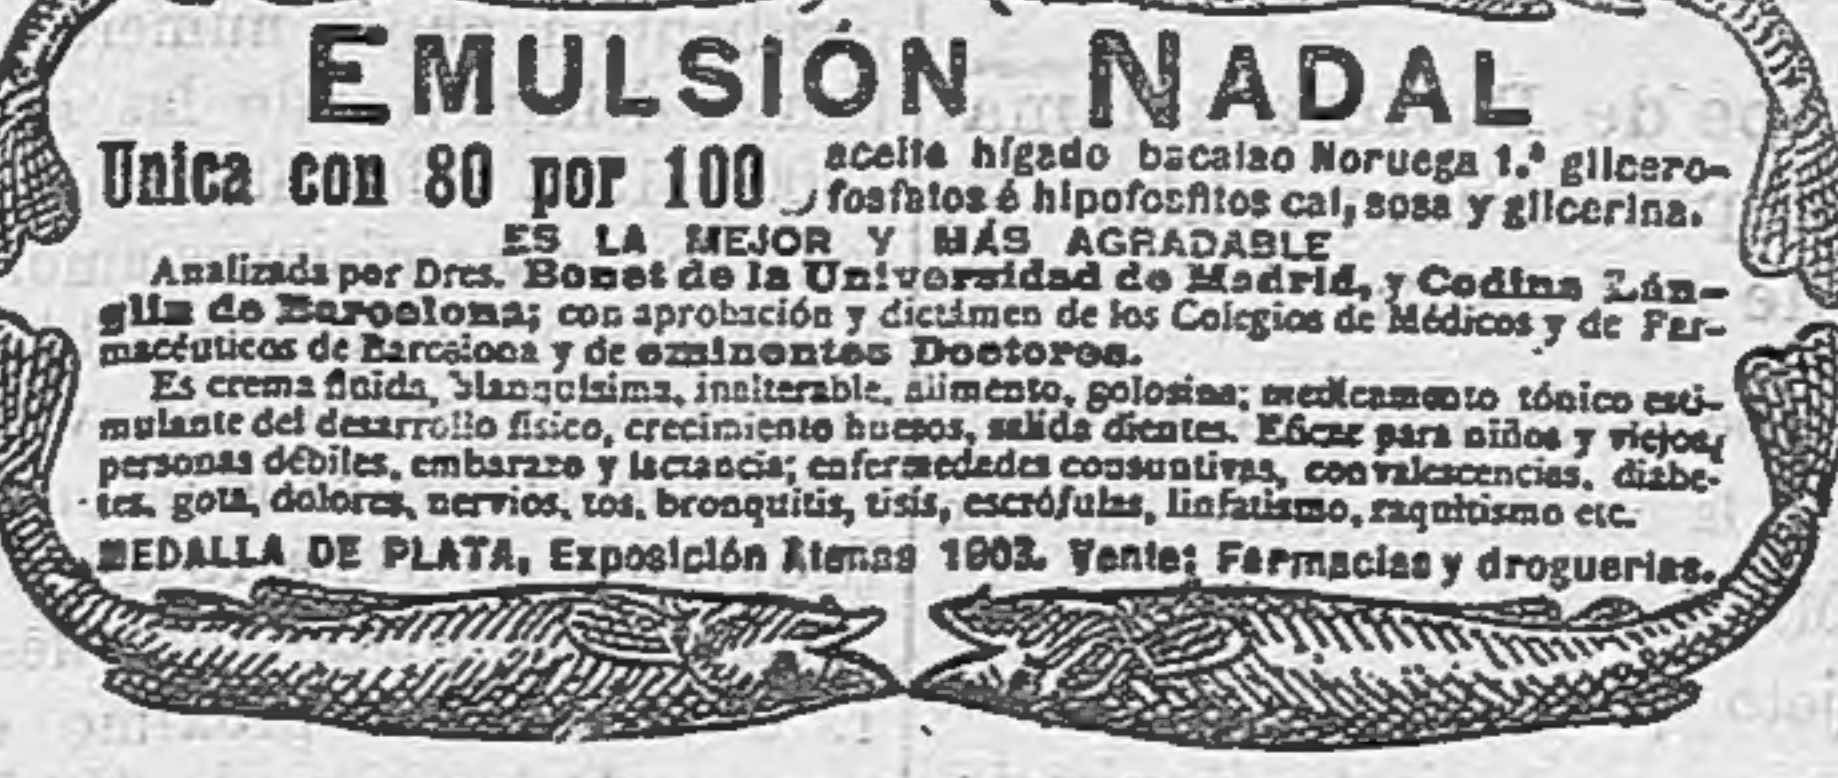 EMULSIÓN NADAL
Unica con 80 por 100 aceite hígado bacalao Noruega 1.ª glicero-
fosfatos é hipofosfitos cal, sosa y glicerina.
ES LA MEJOR Y MÁS AGRADABLE
Analizada por Dres. Bonet de la Universidad de Madrid, y Codina Lán-
glin de Barcelona; con aprobación y dictámen de los Colegios de Médicos y de Far-
macéuticos de Barcelona y de eminentes Doctores.
Es crema fluida, blanquísima, inalterable, alimento, golosina; medicamento tónico esti-
mulante del desarrollo físico, crecimiento huesos, salida dientes. Eficaz para niños y viejos,
personas débiles, embarazo y lactancia; enfermedades consuntivas, convalescencias, diabe-
tes, gota, dolores, nervios, tos, bronquitis, tisis, escrófulas, linfatismo, raquitismo etc.
MEDALLA DE PLATA, Exposición Atenas 1903. Vente: Farmacias y droguerias.